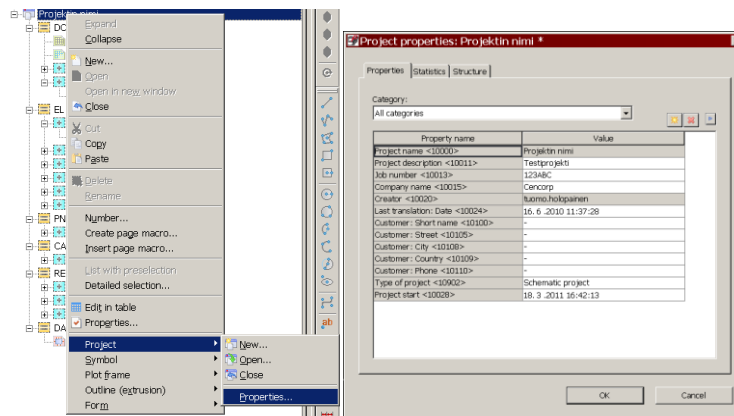 Projektin nimi
DC
EL
PN
CA
RE
DA
Expand
Collapse
New...
Open
Open in new window
Close
Cut
Copy
Paste
Delete
Rename
Number...
Create page macro...
Insert page macro...
List with preselection
Detailed selection...
Edit in table
Properties...
Project
Symbol
Plot frame
Outline (extrusion)
Form
New...
Open...
Close
Properties...
ab
Project properties: Projektin nimi *
Properties Statistics Structure
Category:
All categories
Property name Value
Project name <10000> Projektin nimi
Project description <10011> Testiprojekti
Job number <10013> 123ABC
Company name <10015> Cencorp
Creator <10020> tuomo.holopainen
Last translation: Date <10024> 16. 6 .2010 11:37:28
Customer: Short name <10100> -
Customer: Street <10105> -
Customer: City <10108> -
Customer: Country <10109> -
Customer: Phone <10110> -
Type of project <10902> Schematic project
Project start <10028> 18. 3 .2011 16:42:13
OK Cancel